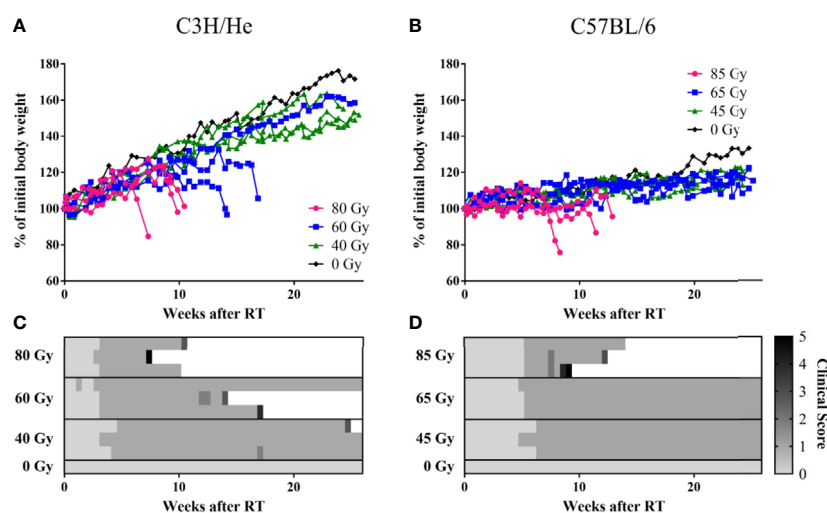 A
C3H/He
B
C57BL/6
180
160
140
120
100
80
60
% of initial body weight
80 Gy
60 Gy
40 Gy
0 Gy
0
10
20
Weeks after RT
180
160
140
120
100
80
60
% of initial body weight
85 Gy
65 Gy
45 Gy
0 Gy
0
10
20
Weeks after RT
C
80 Gy
60 Gy
40 Gy
0 Gy
0
10
20
Weeks after RT
D
85 Gy
65 Gy
45 Gy
0 Gy
0
10
20
Weeks after RT
5
4
3
2
1
0
Clinical Score